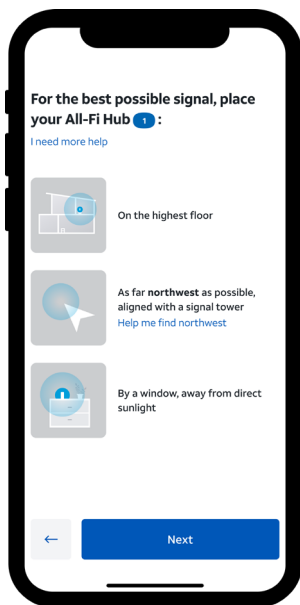 For the best possible signal, place
your All-Fi Hub 1 :
I need more help
On the highest floor
As far northwest as possible,
aligned with a signal tower
Help me find northwest
By a window, away from direct
sunlight
← Next